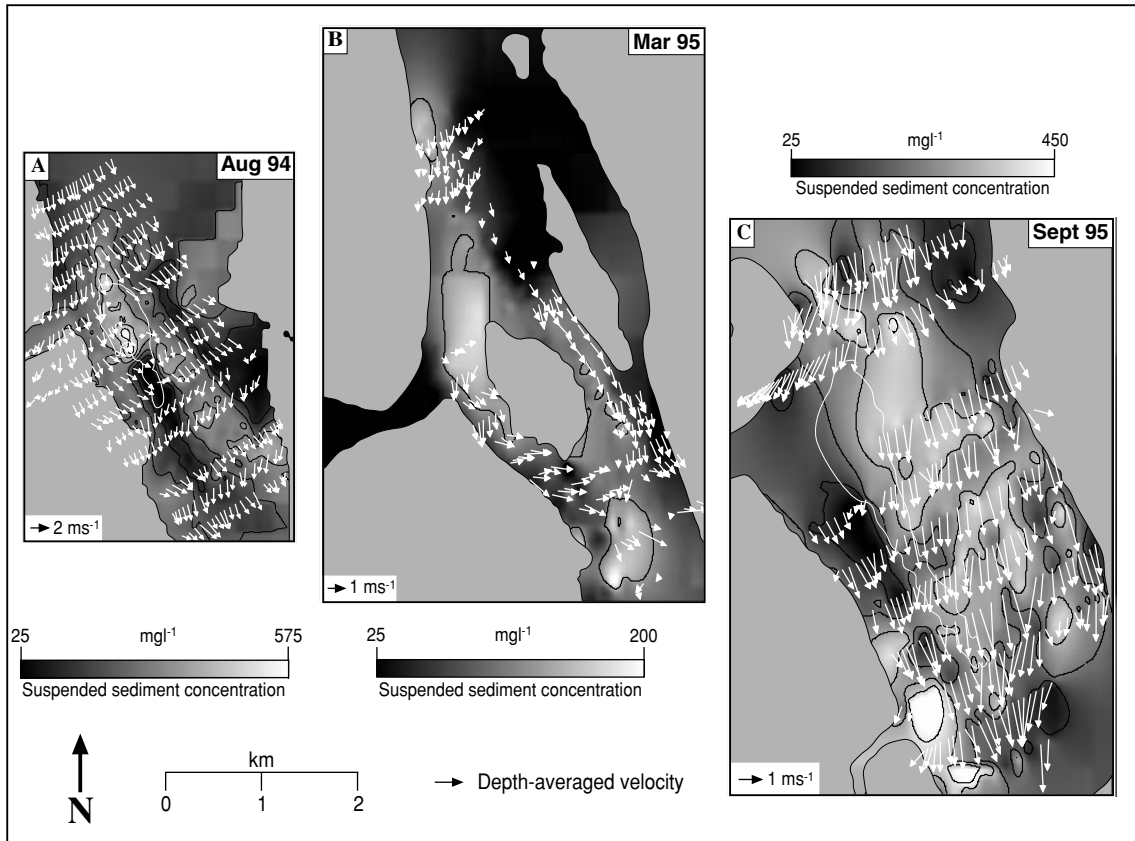 A
Aug 94
2 ms-1
B
Mar 95
1 ms-1
25 mgl-1 450
Suspended sediment concentration
C
Sept 95
1 ms-1
25 mgl-1 575
Suspended sediment concentration
25 mgl-1 200
Suspended sediment concentration
N
km
0 1 2
Depth-averaged velocity